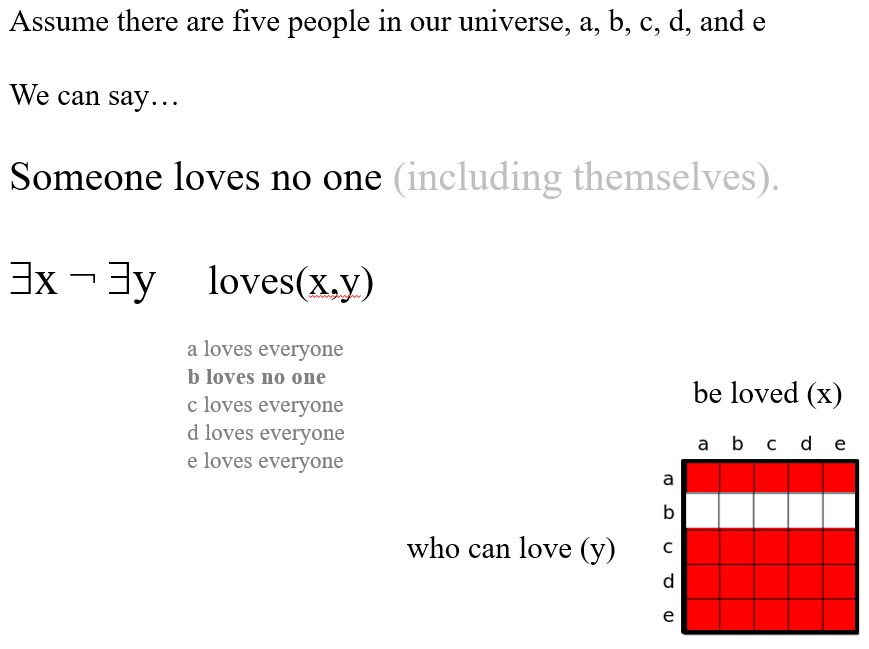 Assume there are five people in our universe, a, b, c, d, and e
We can say…
Someone loves no one (including themselves).
∃x ¬ ∃y loves(x,y)
a loves everyone
b loves no one
c loves everyone
d loves everyone
e loves everyone
be loved (x)
a b c d e
a
b
who can love (y)
c
d
e